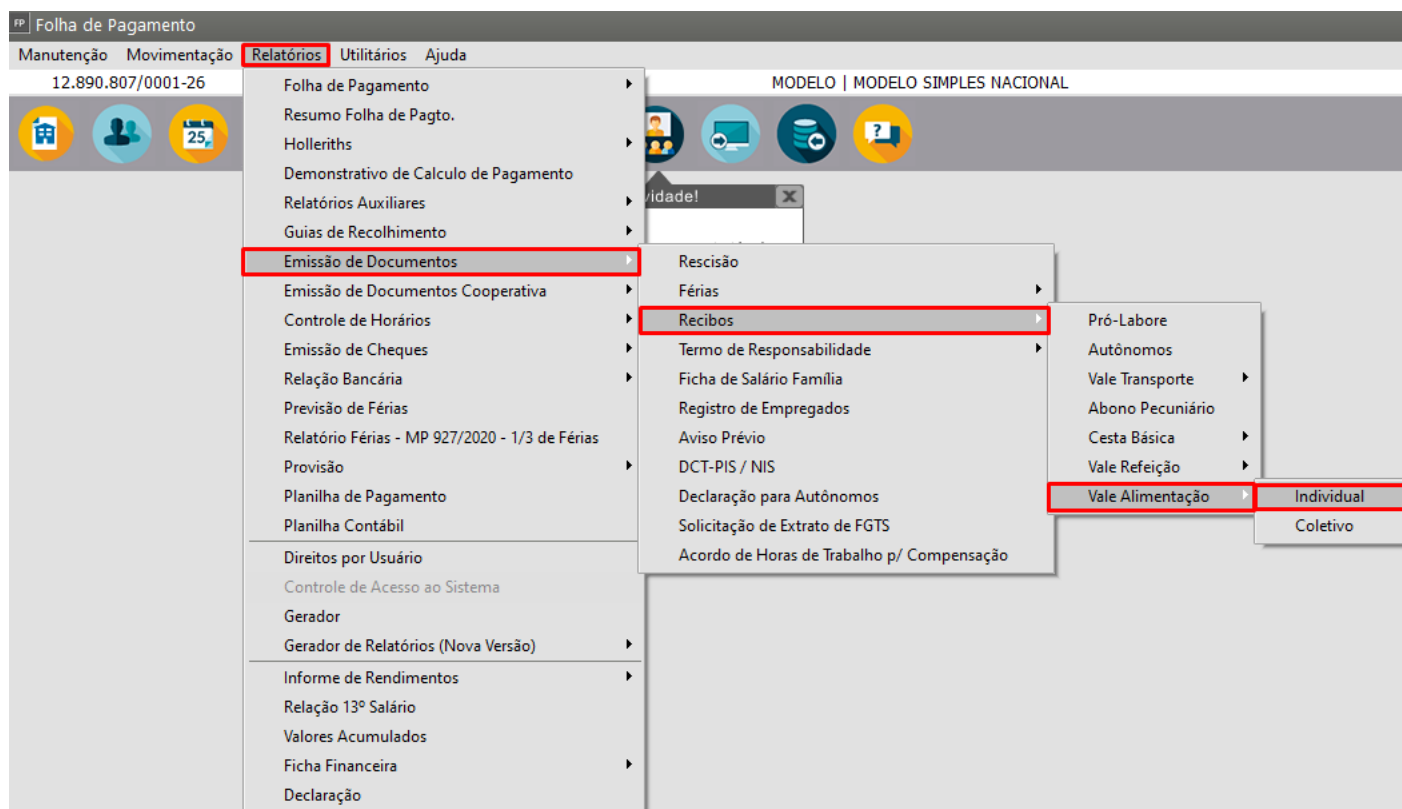 FP Folha de Pagamento
Manutenção Movimentação Relatórios Utilitários Ajuda
12.890.807/0001-26
MODELO | MODELO SIMPLES NACIONAL
25
?
vidade!
X
Folha de Pagamento
Resumo Folha de Pagto.
Holleriths
Demonstrativo de Calculo de Pagamento
Relatórios Auxiliares
Guias de Recolhimento
Emissão de Documentos
Emissão de Documentos Cooperativa
Controle de Horários
Emissão de Cheques
Relação Bancária
Previsão de Férias
Relatório Férias - MP 927/2020 - 1/3 de Férias
Provisão
Planilha de Pagamento
Planilha Contábil
Direitos por Usuário
Controle de Acesso ao Sistema
Gerador
Gerador de Relatórios (Nova Versão)
Informe de Rendimentos
Relação 13º Salário
Valores Acumulados
Ficha Financeira
Declaração
Rescisão
Férias
Recibos
Termo de Responsabilidade
Ficha de Salário Família
Registro de Empregados
Aviso Prévio
DCT-PIS / NIS
Declaração para Autônomos
Solicitação de Extrato de FGTS
Acordo de Horas de Trabalho p/ Compensação
Pró-Labore
Autônomos
Vale Transporte
Abono Pecuniário
Cesta Básica
Vale Refeição
Vale Alimentação
Individual
Coletivo